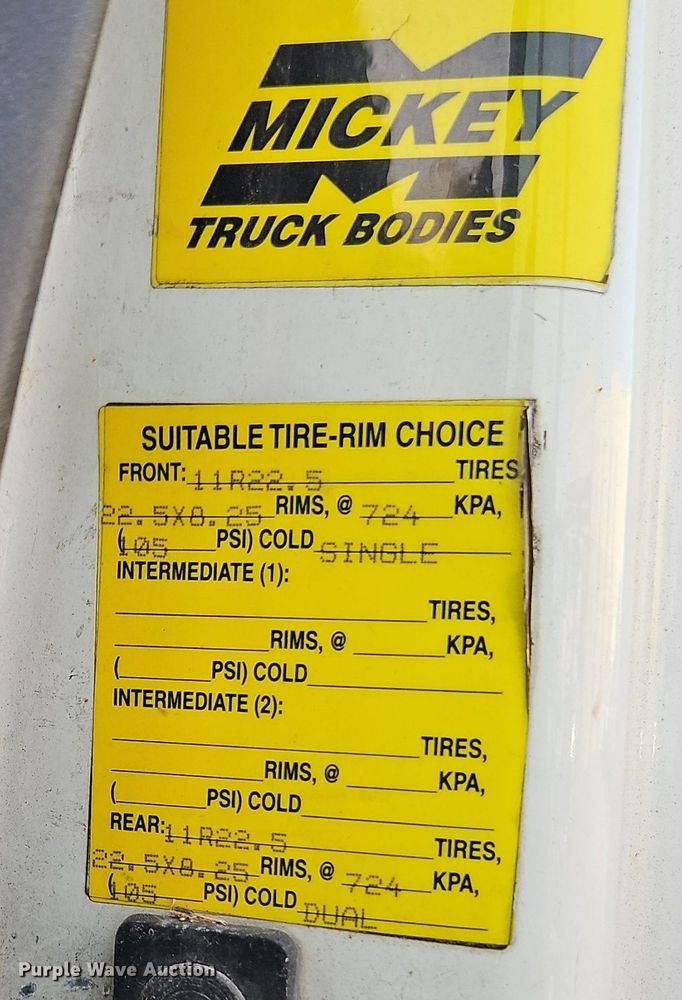 MICKEY
TRUCK BODIES
SUITABLE TIRE-RIM CHOICE
FRONT: 11R22.5 TIRES
22.5X8.25 RIMS, @ 724 KPA,
(105 PSI) COLD SINGLE
INTERMEDIATE (1):
TIRES,
RIMS, @ KPA,
( PSI) COLD
INTERMEDIATE (2):
TIRES,
RIMS, @ KPA,
( PSI) COLD
REAR: 11R22.5 TIRES,
22.5X8.25 RIMS, @ 724 KPA,
(105 PSI) COLD DUAL
Purple Wave Auction